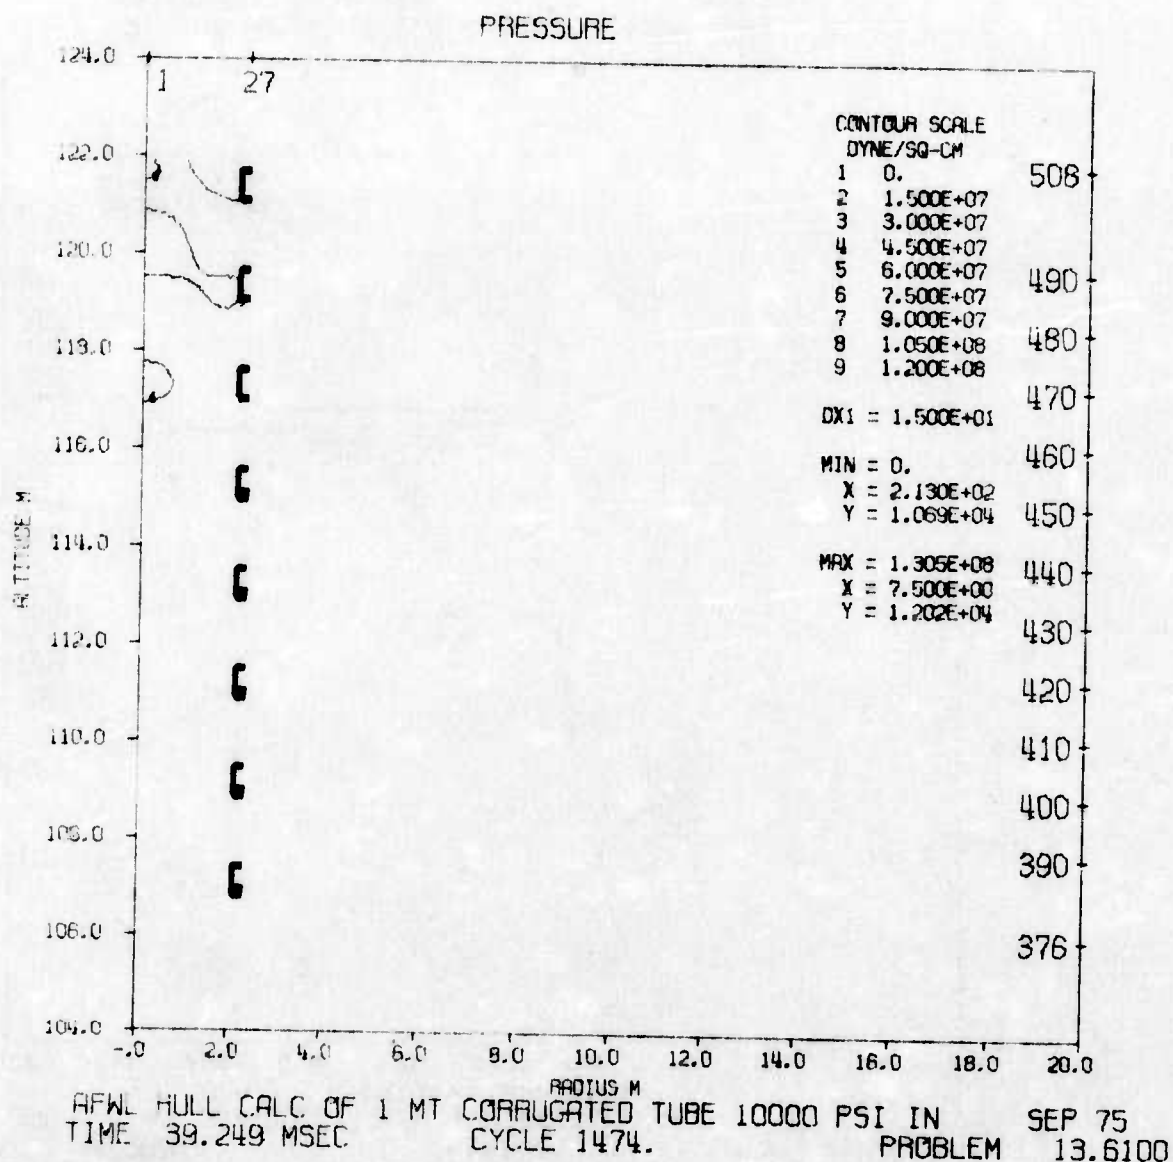 PRESSURE
124.0
1 27
122.0
120.0
118.0
116.0
114.0
112.0
110.0
108.0
106.0
104.0
ALTITUDE M
CONTOUR SCALE
DYNE/SQ-CM
1 0.
2 1.500E+07
3 3.000E+07
4 4.500E+07
5 6.000E+07
6 7.500E+07
7 9.000E+07
8 1.050E+08
9 1.200E+08
DX1 = 1.500E+01
MIN = 0.
X = 2.130E+02
Y = 1.069E+04
MAX = 1.305E+08
X = 7.500E+00
Y = 1.202E+04
508
490
480
470
460
450
440
430
420
410
400
390
376
-.0 2.0 4.0 6.0 8.0 10.0 12.0 14.0 16.0 18.0 20.0
RADIUS M
AFWL HULL CALC OF 1 MT CORRUGATED TUBE 10000 PSI IN SEP 75
TIME 39.249 MSEC CYCLE 1474. PROBLEM 13.6100